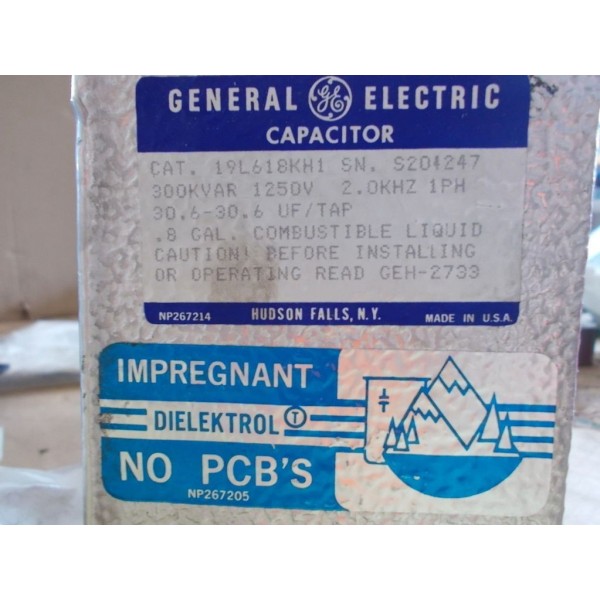 GENERAL GE ELECTRIC
CAPACITOR
CAT. 19L618KH1 SN. S204247
300KVAR 1250V 2.0KHZ 1PH
30.6-30.6 UF/TAP
.8 GAL. COMBUSTIBLE LIQUID
CAUTION! BEFORE INSTALLING
OR OPERATING READ GEH-2733
NP267214 HUDSON FALLS, N.Y. MADE IN U.S.A.
IMPREGNANT
DIELEKTROL T
NO PCB'S
NP267205